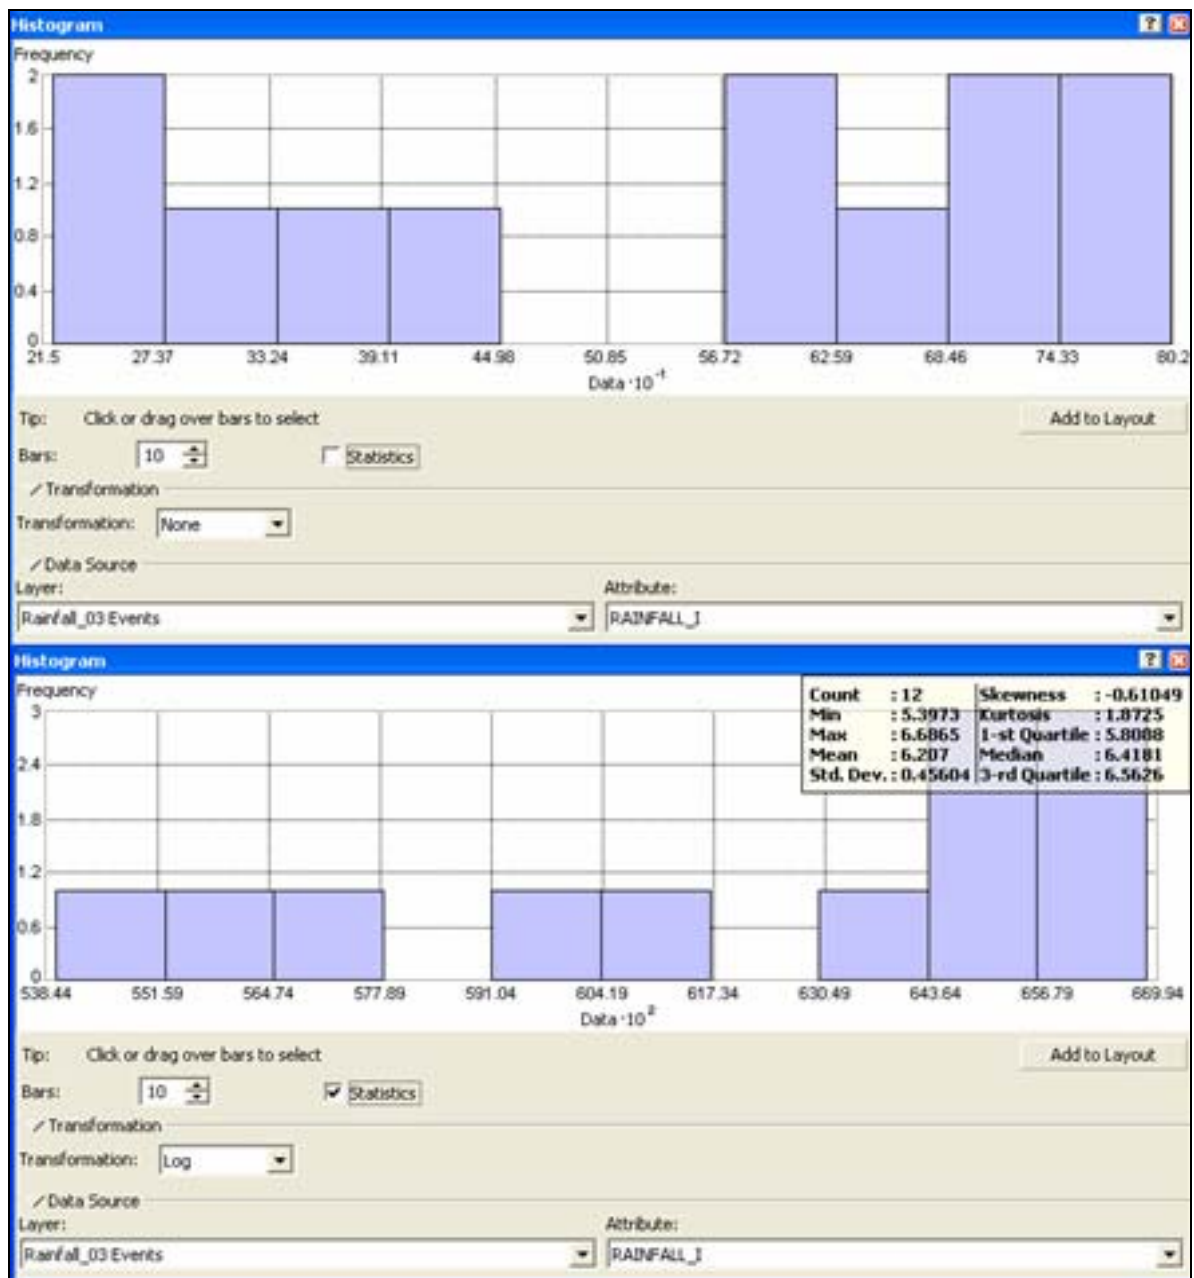 Histogram
Frequency
2
1.6
1.2
0.8
0.4
0
21.5 27.37 33.24 39.11 44.98 50.85 56.72 62.59 68.46 74.33 80.2
Data ·10⁻¹
Tip: Click or drag over bars to select
Add to Layout
Bars: 10 Statistics
Transformation
Transformation: None
Data Source
Layer: Attribute:
Rainfall_03 Events RAINFALL_I
Histogram
Frequency
Count : 12 Skewness : -0.61049
Min : 5.3973 Kurtosis : 1.8725
Max : 6.6865 1-st Quartile : 5.8088
Mean : 6.207 Median : 6.4181
Std. Dev. : 0.45604 3-rd Quartile : 6.5626
3
2.4
1.8
1.2
0.6
0
538.44 551.59 564.74 577.89 591.04 604.19 617.34 630.49 643.64 656.79 669.94
Data ·10²
Tip: Click or drag over bars to select
Add to Layout
Bars: 10 Statistics
Transformation
Transformation: Log
Data Source
Layer: Attribute:
Rainfall_03 Events RAINFALL_I